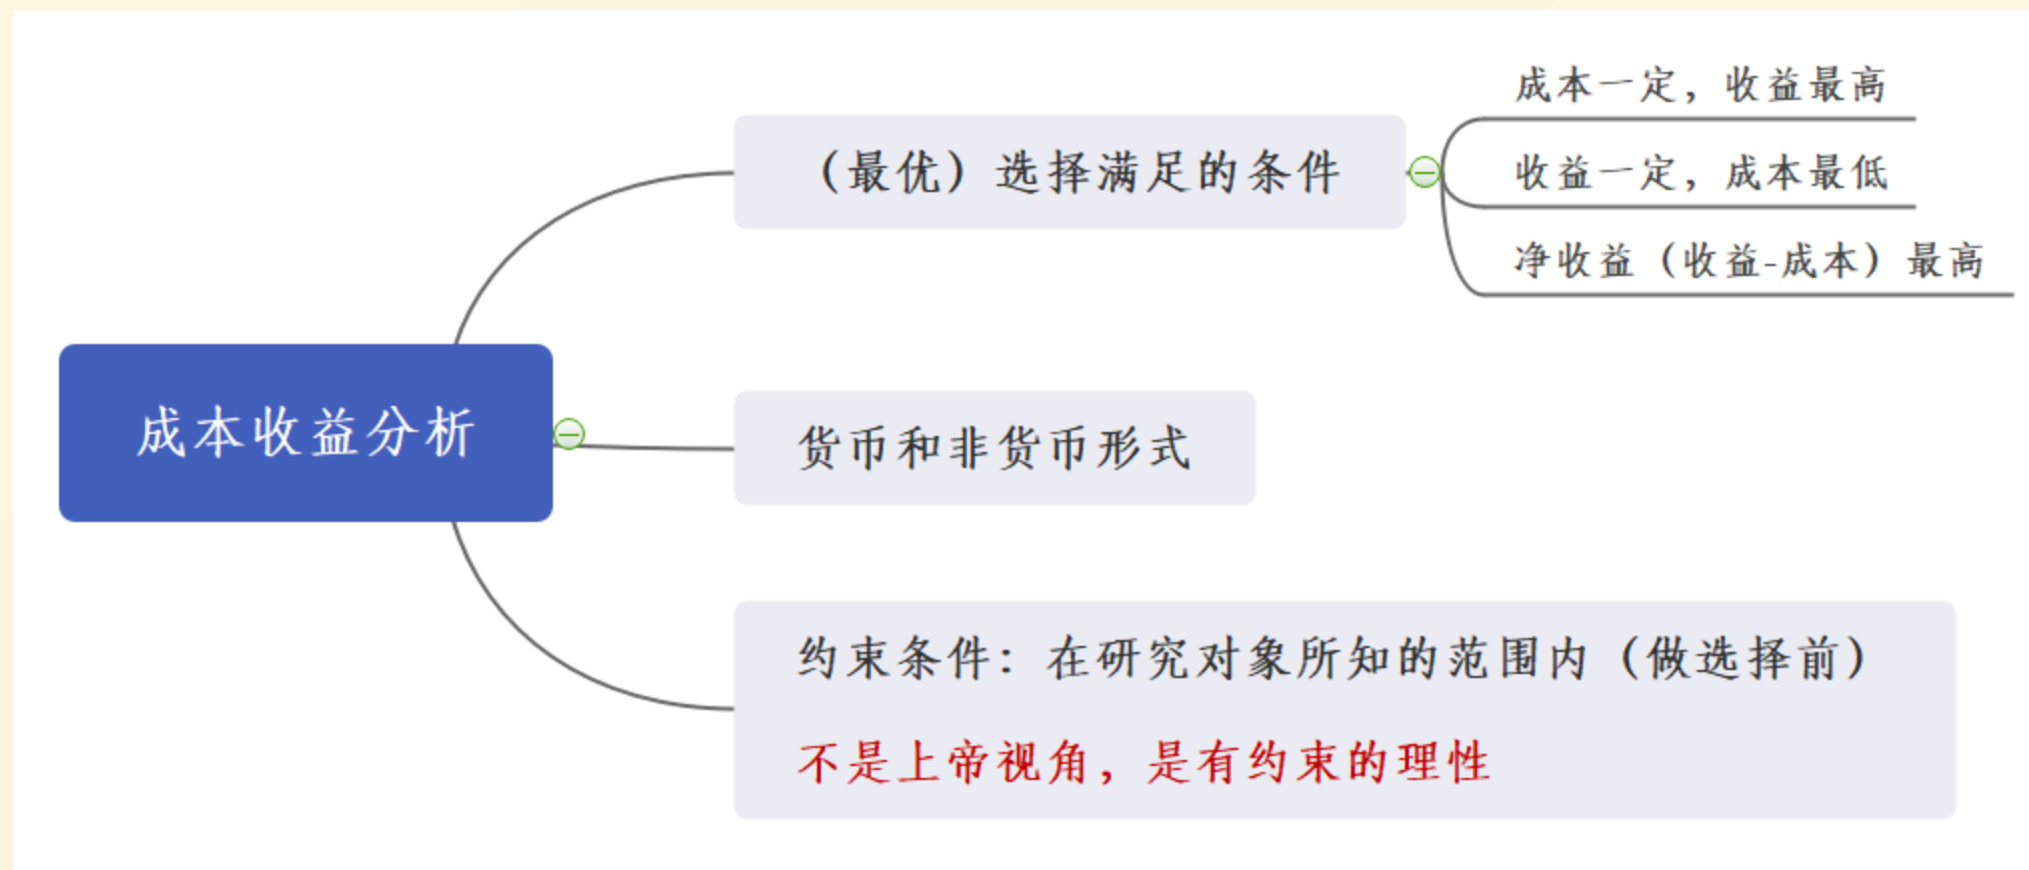 成本收益分析
（最优）选择满足的条件
成本一定，收益最高
收益一定，成本最低
净收益（收益-成本）最高
货币和非货币形式
约束条件：在研究对象所知的范围内（做选择前）
不是上帝视角，是有约束的理性